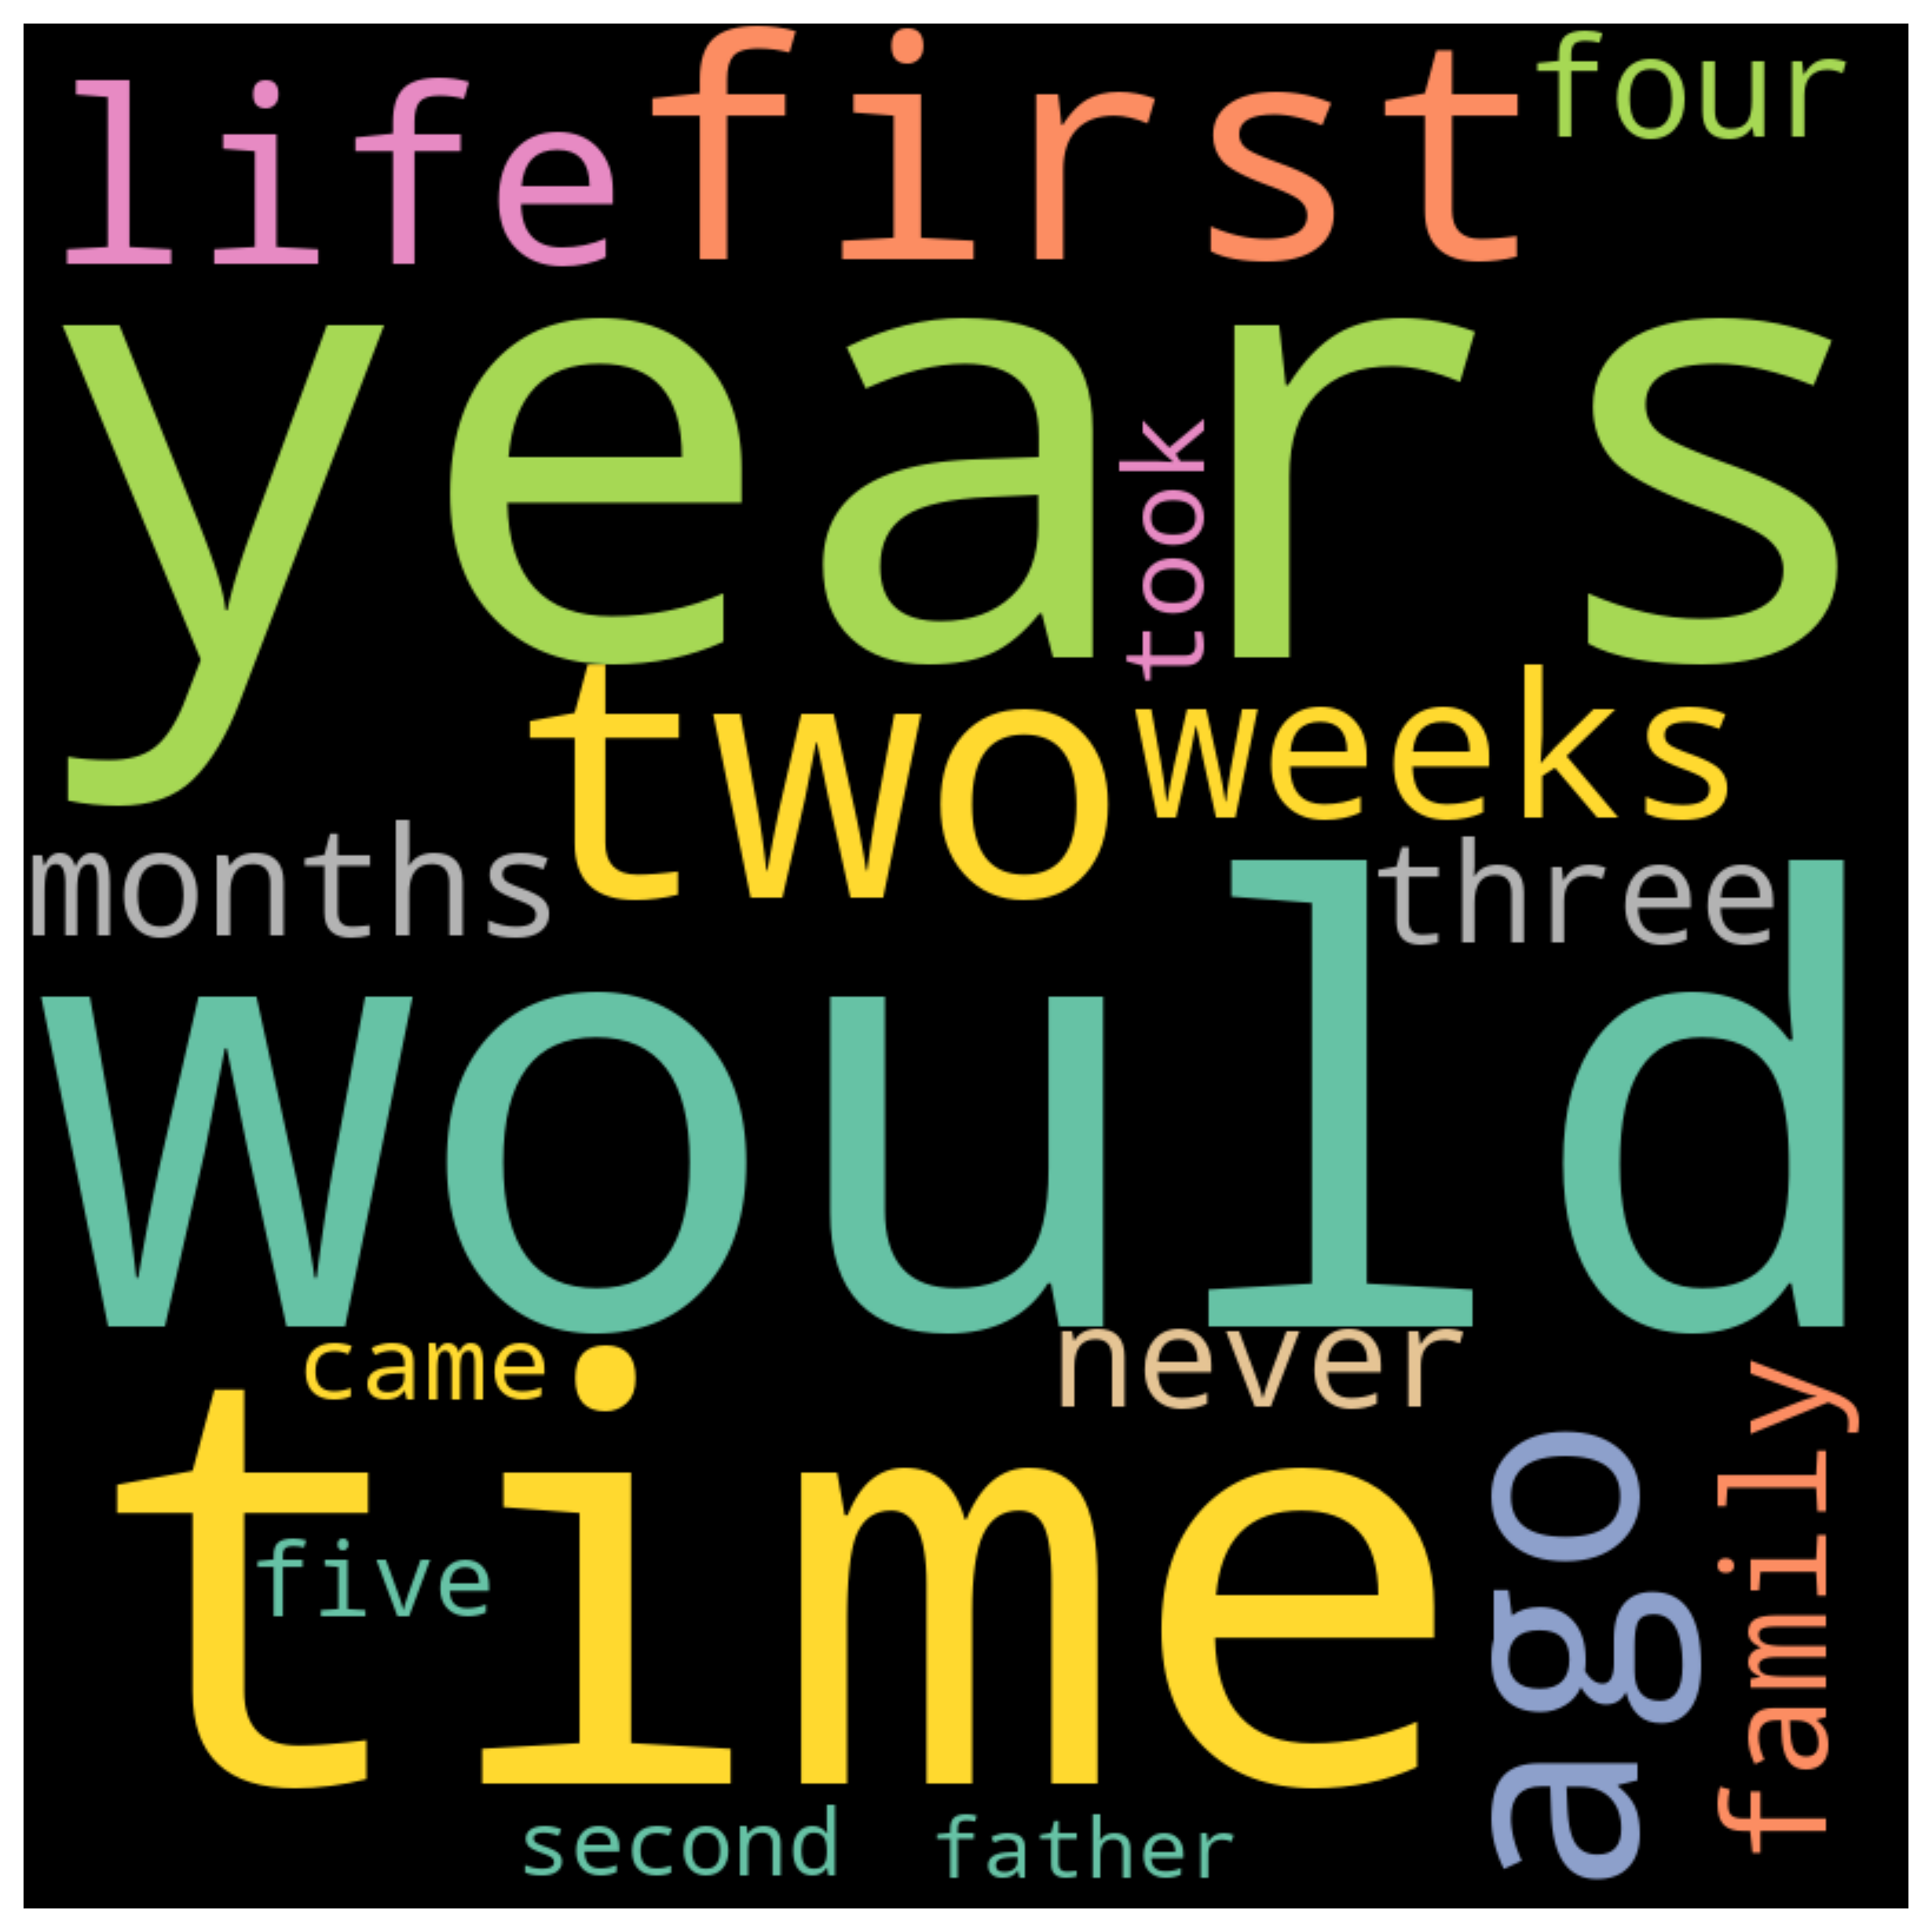 life first four
years
took
two weeks
months three
would
came never
time
five
ago
family
second father